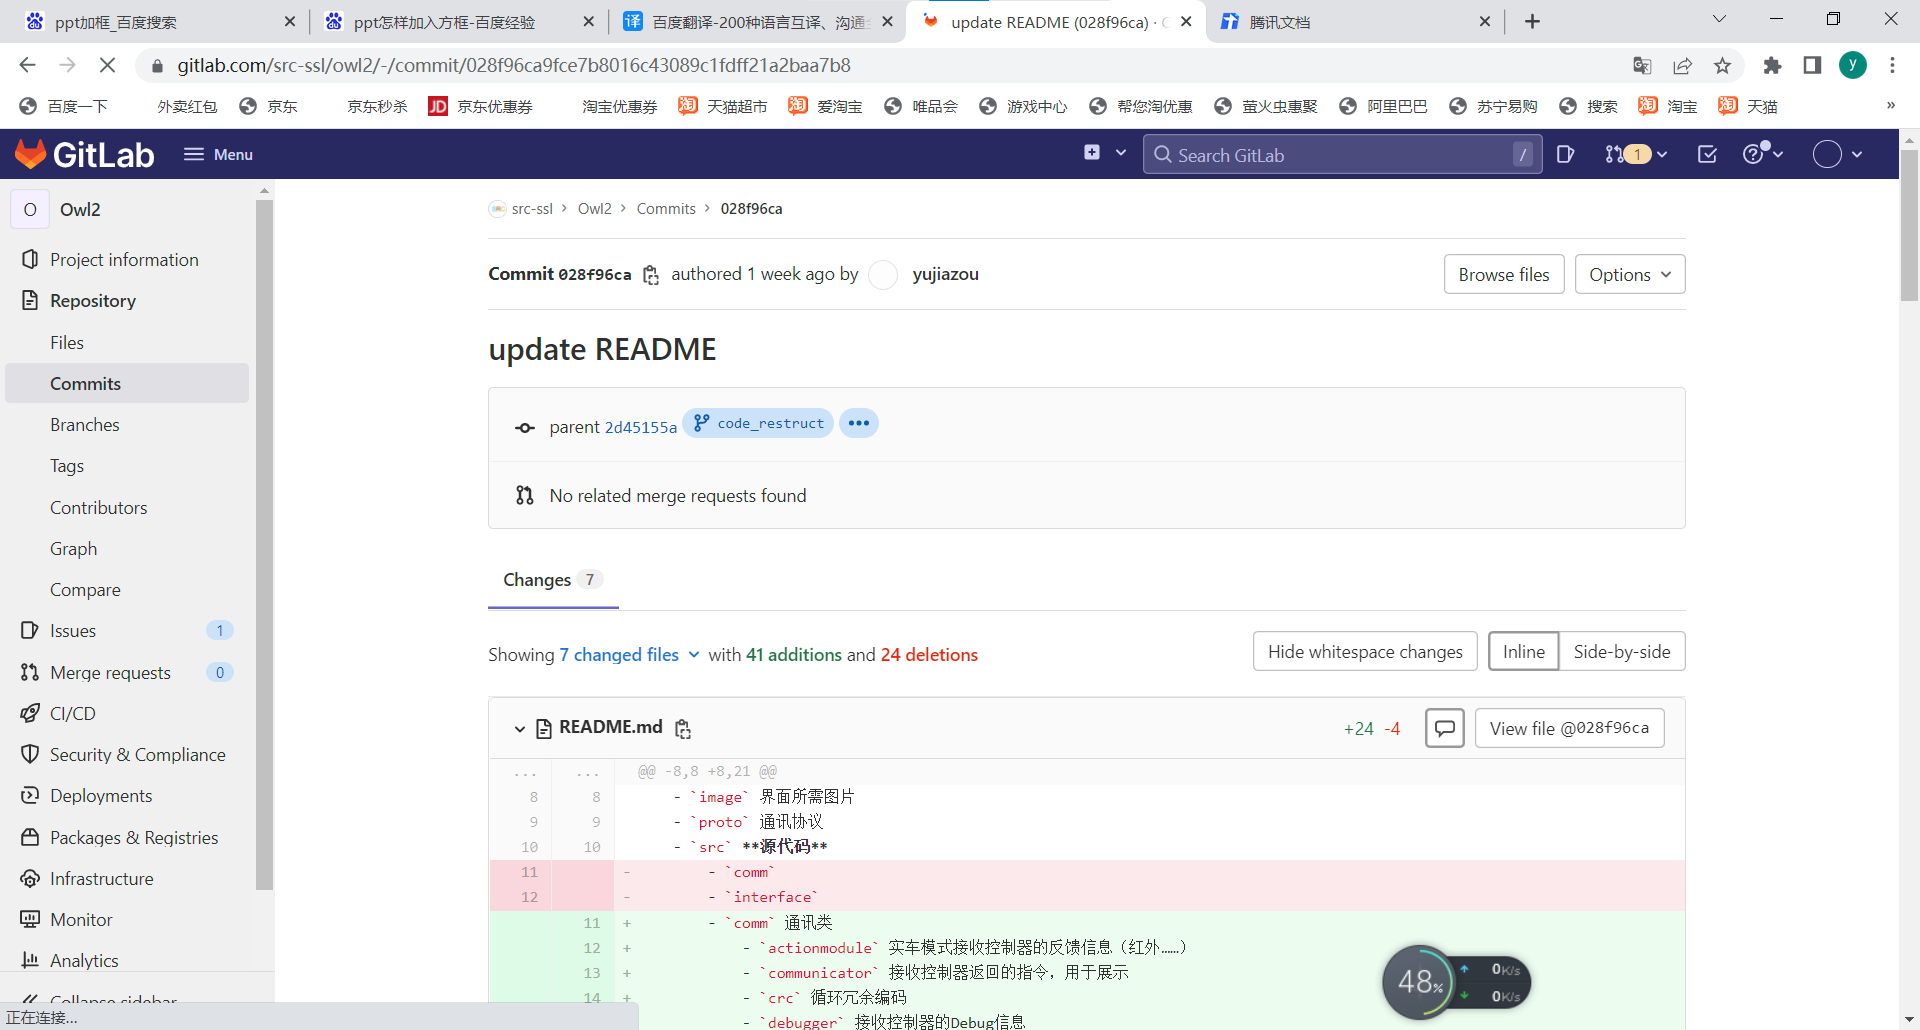 ppt加框_百度搜索
ppt怎样加入方框-百度经验
译 百度翻译-200种语言互译、沟通
update README (028f96ca) ·
腾讯文档
gitlab.com/src-ssl/owl2/-/commit/028f96ca9fce7b8016c43089c1fdff21a2baa7b8
y
百度一下 外卖红包 京东 京东秒杀 JD 京东优惠券 淘宝优惠券 淘 天猫超市 淘 爱淘宝 唯品会 游戏中心 帮您淘优惠 萤火虫惠聚 阿里巴巴 苏宁易购 搜索 淘 淘宝 淘 天猫 »
GitLab Menu Search GitLab / 1
O Owl2
Project information
Repository
Files
Commits
Branches
Tags
Contributors
Graph
Compare
Issues 1
Merge requests 0
CI/CD
Security & Compliance
Deployments
Packages & Registries
Infrastructure
Monitor
Analytics
Collapse sidebar
正在连接...
src-ssl > Owl2 > Commits > 028f96ca
Commit 028f96ca authored 1 week ago by yujiazou
Browse files Options
update README
parent 2d45155a code_restruct •••
No related merge requests found
Changes 7
Showing 7 changed files with 41 additions and 24 deletions
Hide whitespace changes Inline Side-by-side
README.md +24 -4 View file @028f96ca
... ... @@ -8,8 +8,21 @@
8 8 - `image` 界面所需图片
9 9 - `proto` 通讯协议
10 10 - `src` **源代码**
11 - - `comm`
12 - - `interface`
11 + - `comm` 通讯类
12 + - `actionmodule` 实车模式接收控制器的反馈信息（红外……）
13 + - `communicator` 接收控制器返回的指令，用于展示
14 + - `crc` 循环冗余编码
- `debugger` 接收控制器的Debug信息
48%
0K/s
0K/s